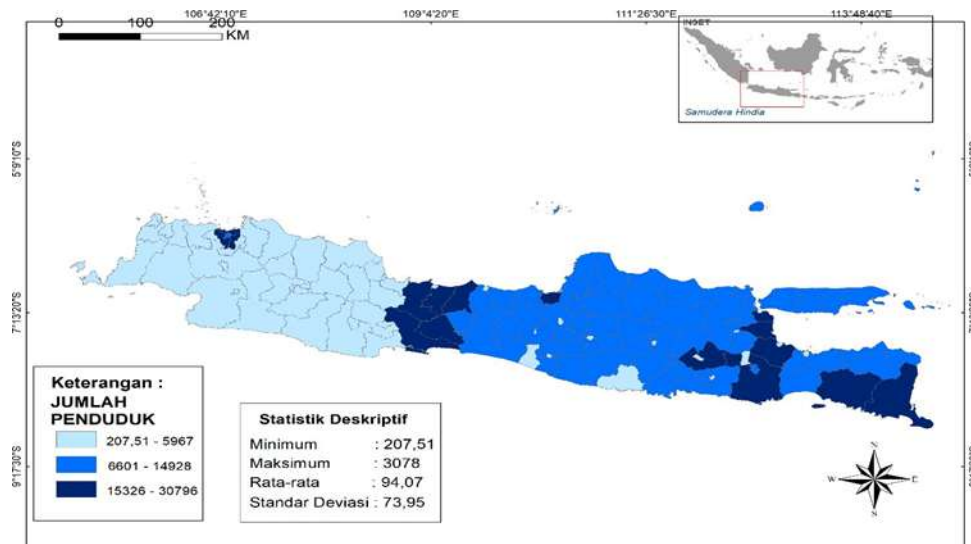 106°42'10"E 109°4'20"E 111°26'30"E 113°48'40"E
0 100 200
KM
INSET
Samudera Hindia
5°9'10"S
7°13'20"S
9°17'30"S
Keterangan :
JUMLAH
PENDUDUK
207,51 - 5967
6601 - 14928
15326 - 30796
Statistik Deskriptif
Minimum : 207,51
Maksimum : 3078
Rata-rata : 94,07
Standar Deviasi : 73,95
N
W E